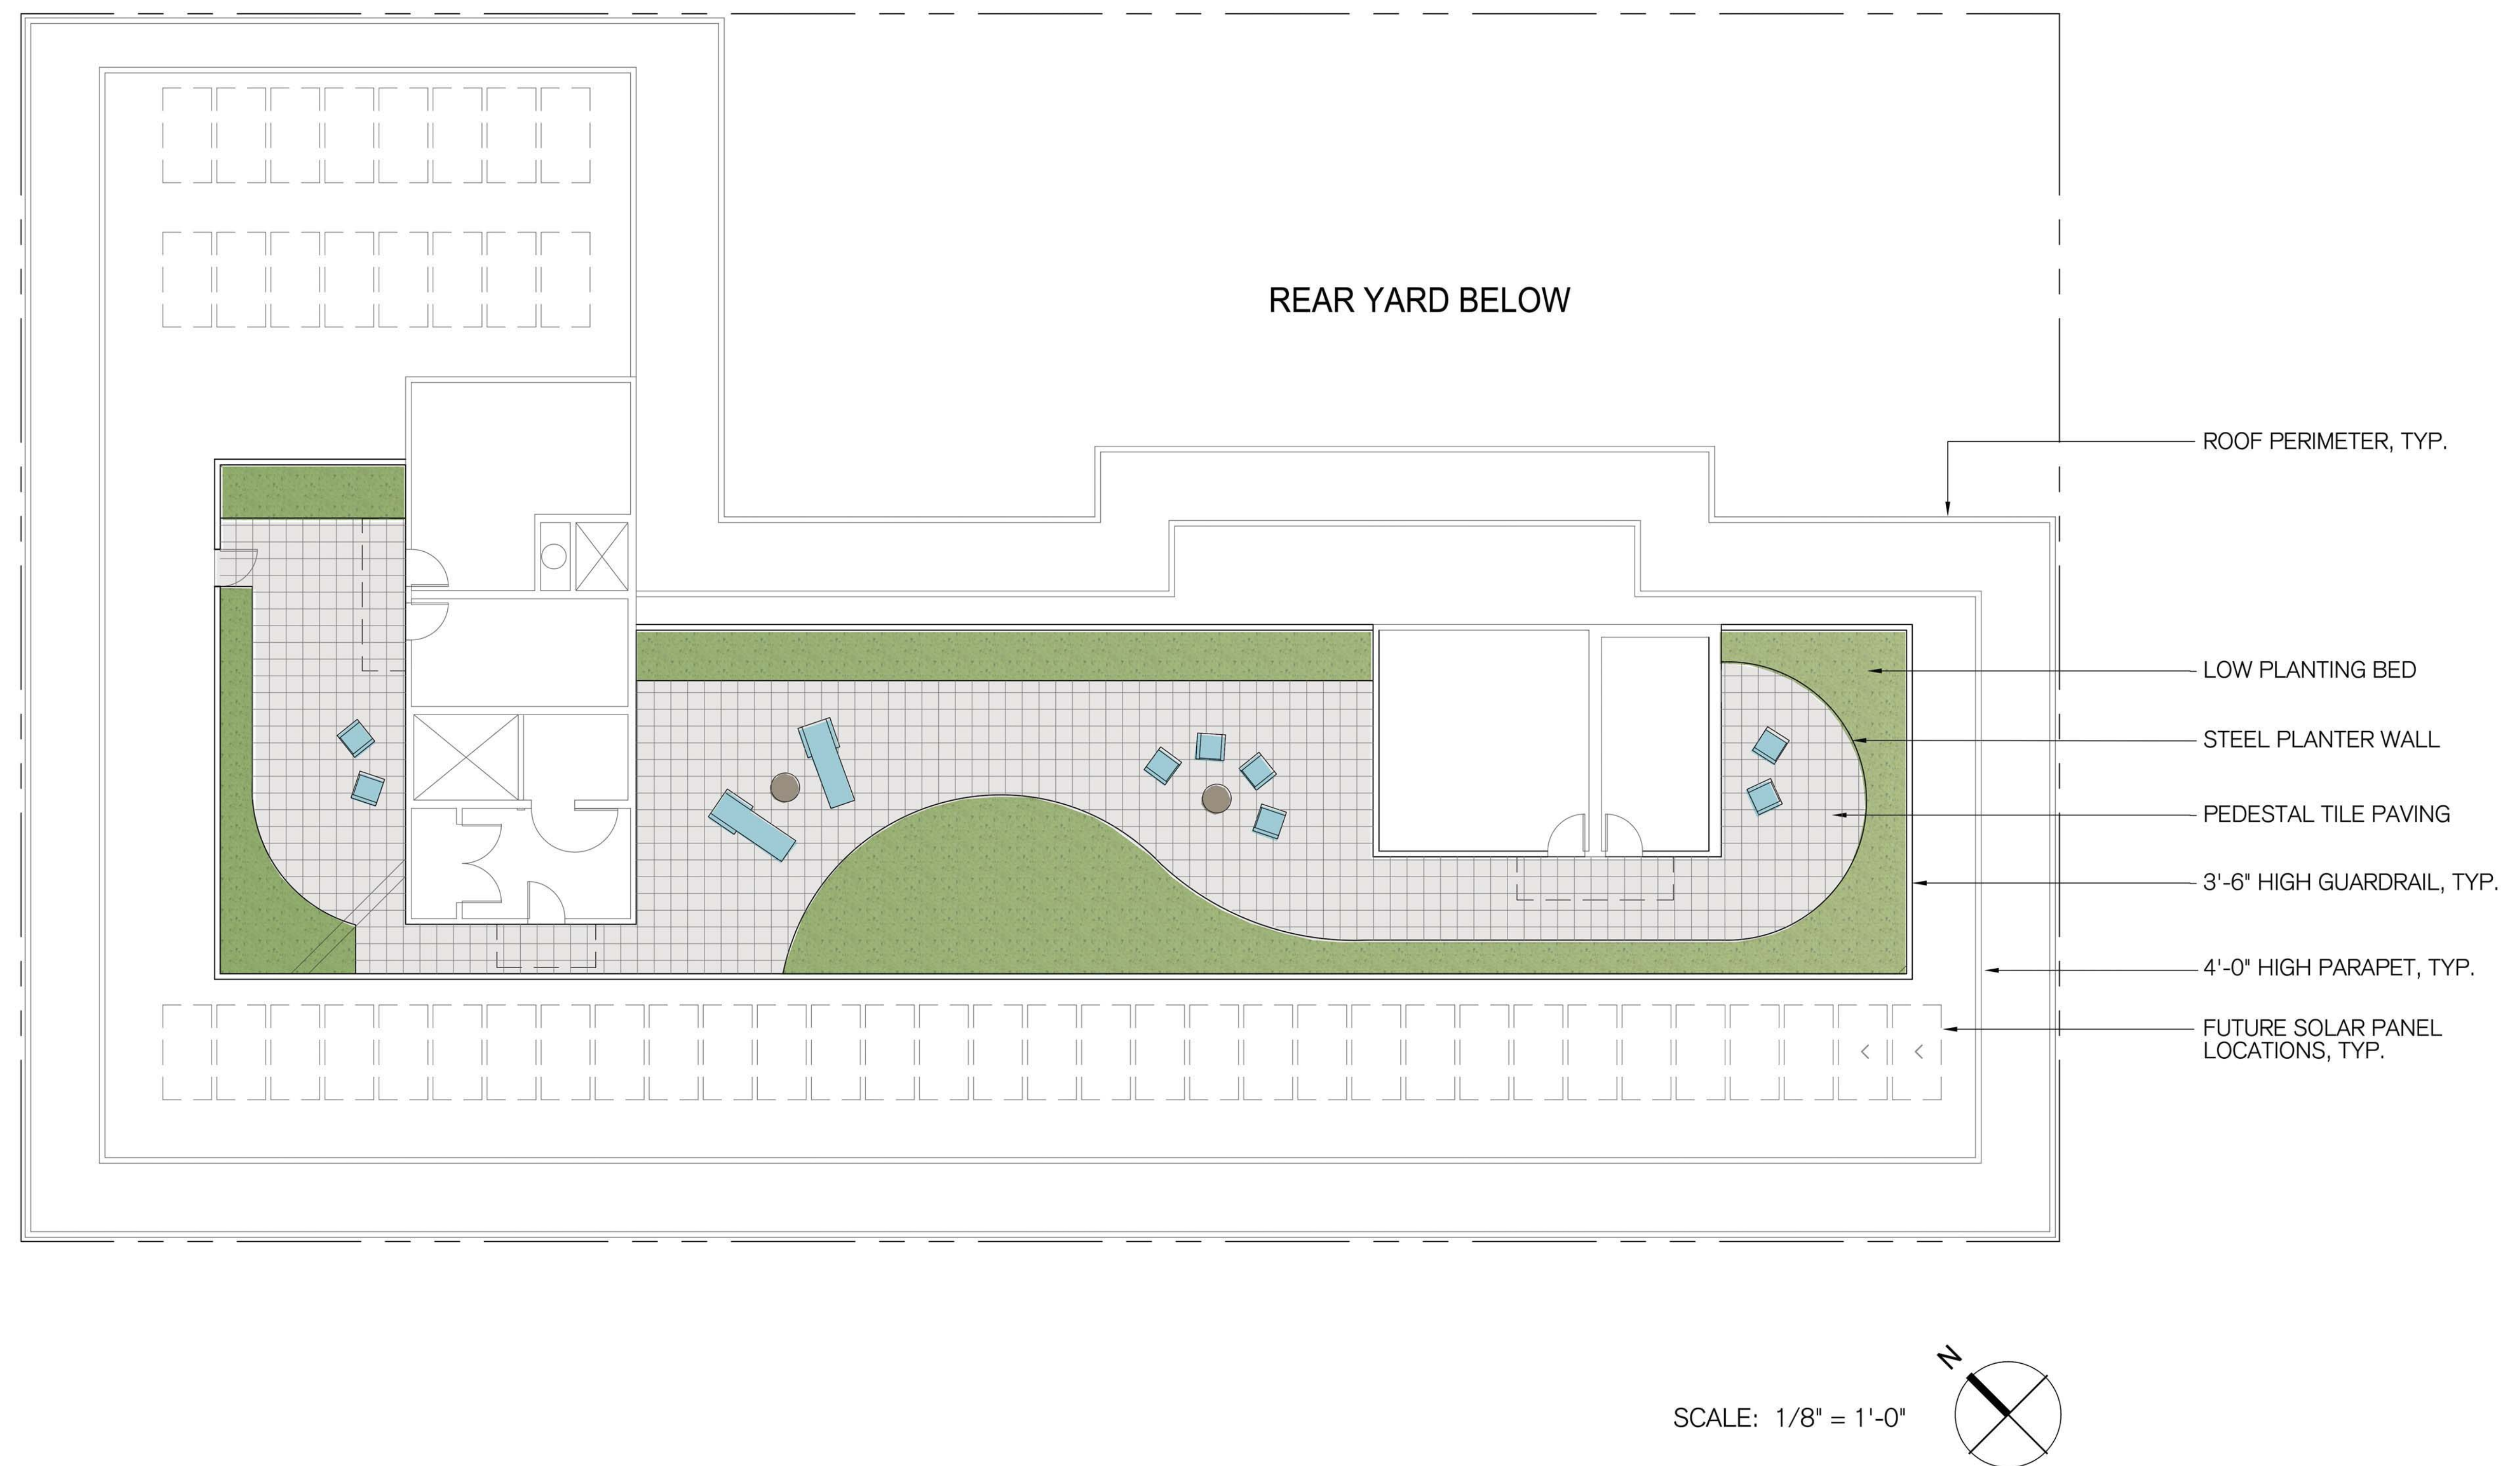 REAR YARD BELOW
ROOF PERIMETER, TYP.
LOW PLANTING BED
STEEL PLANTER WALL
PEDESTAL TILE PAVING
3'-6" HIGH GUARDRAIL, TYP.
4'-0" HIGH PARAPET, TYP.
FUTURE SOLAR PANEL
LOCATIONS, TYP.
N
SCALE: 1/8" = 1'-0"